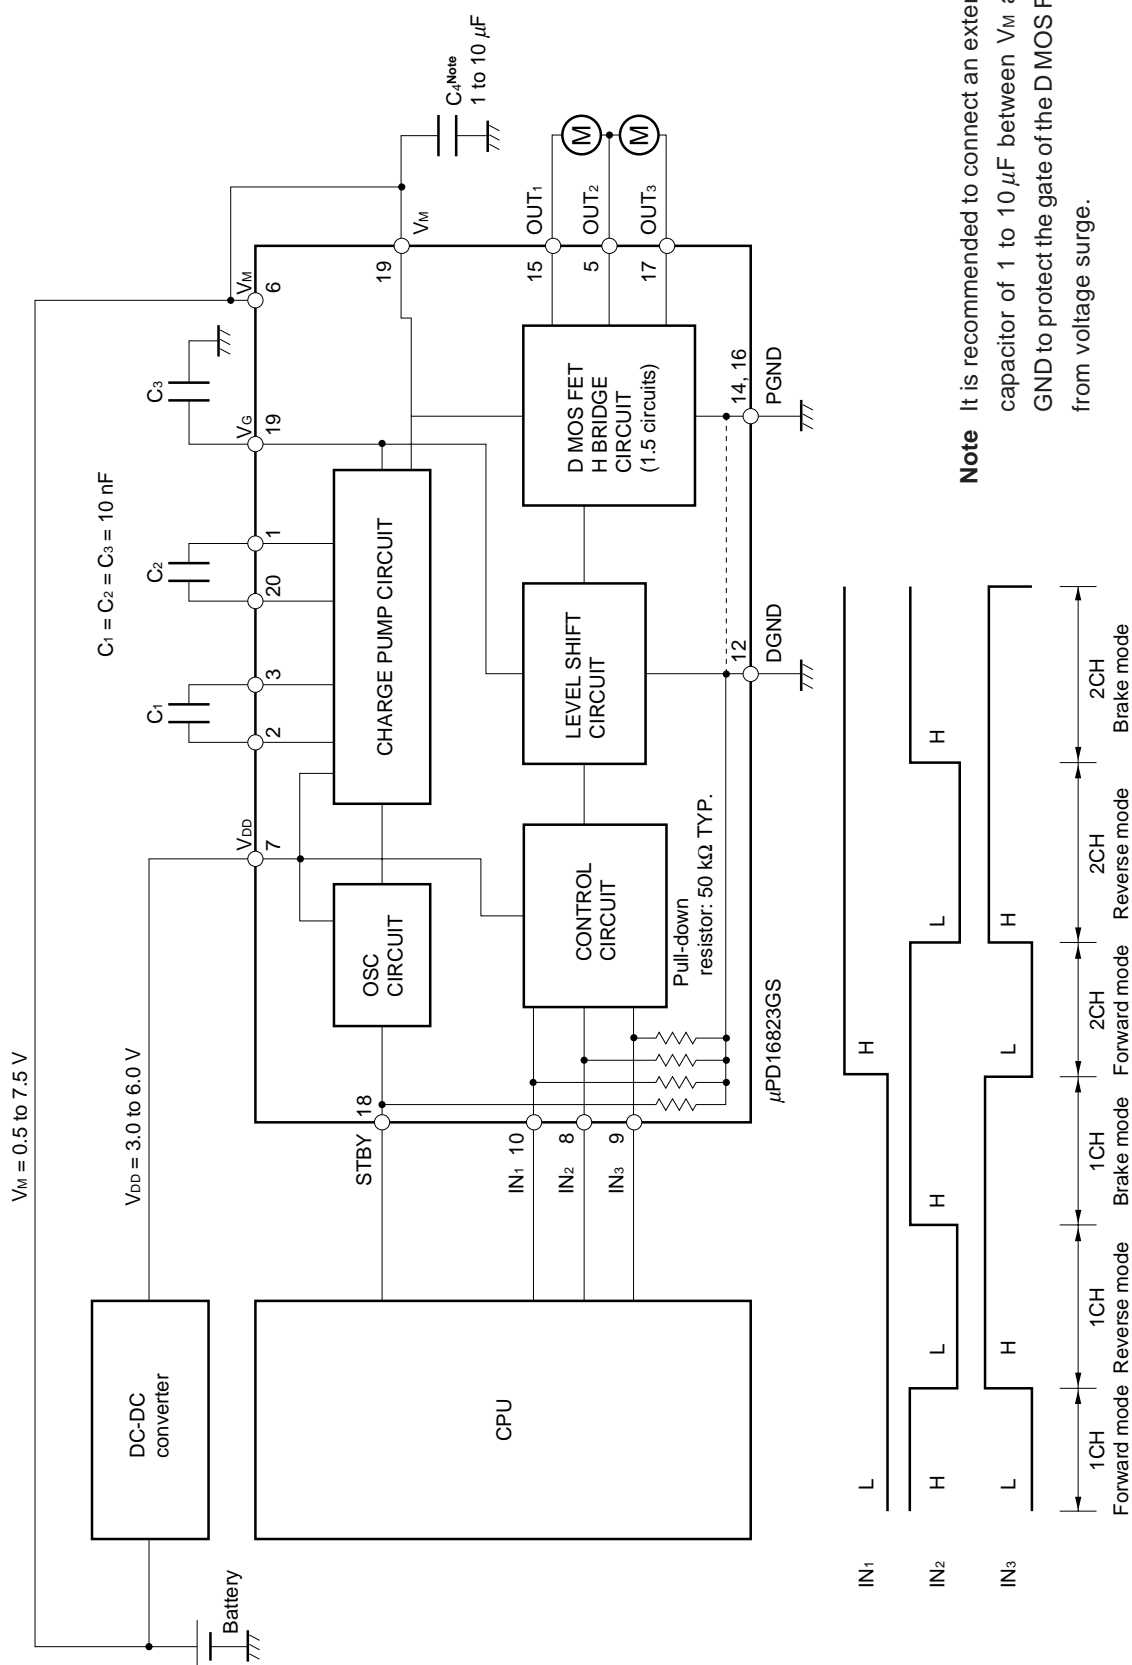 VM = 0.5 to 7.5 V
VDD = 3.0 to 6.0 V
C1 = C2 = C3 = 10 nF
DC-DC
converter
Battery
CPU
C1
C2
C3
C4Note
1 to 10 µF
VDD
7
2
3
20
1
VG
19
VM
6
19
VM
STBY
18
IN1
10
IN2
8
IN3
9
OSC
CIRCUIT
CHARGE PUMP CIRCUIT
CONTROL
CIRCUIT
LEVEL SHIFT
CIRCUIT
D MOS FET
H BRIDGE
CIRCUIT
(1.5 circuits)
15
OUT1
5
OUT2
17
OUT3
M
M
Pull-down
resistor: 50 kΩ TYP.
12
DGND
14, 16
PGND
µPD16823GS
IN1
L
H
IN2
H
L
H
L
H
IN3
L
H
L
H
1CH
Forward mode
1CH
Reverse mode
1CH
Brake mode
2CH
Forward mode
2CH
Reverse mode
2CH
Brake mode
Note It is recommended to connect an
capacitor of 1 to 10 µF between VM
GND to protect the gate of the D MOS
from voltage surge.